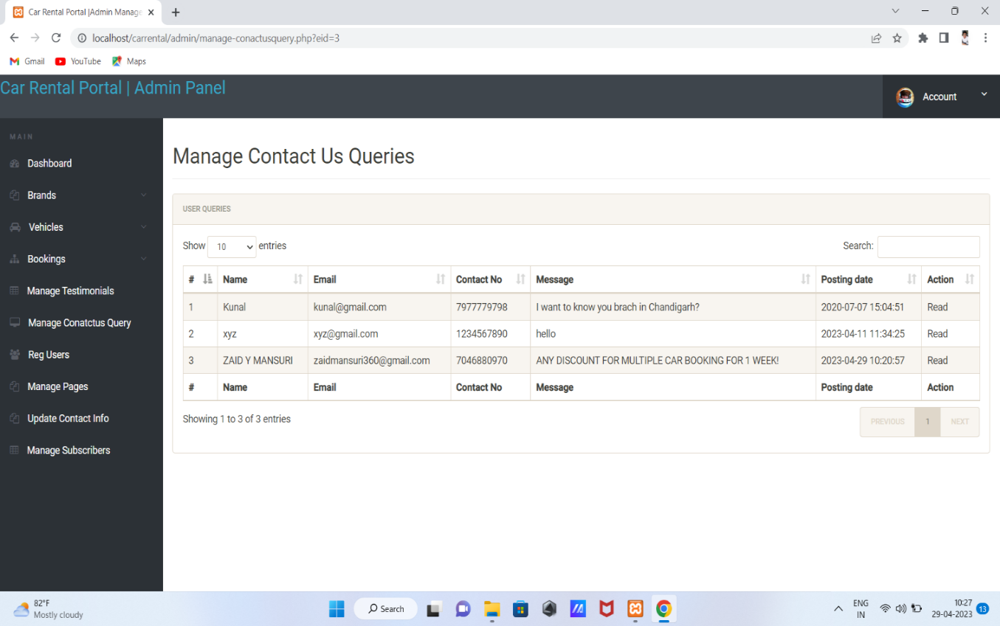 Car Rental Portal |Admin Manage
localhost/carrental/admin/manage-conactusquery.php?eid=3
Gmail YouTube Maps
Car Rental Portal | Admin Panel
Account
MAIN
Dashboard
Brands
Vehicles
Bookings
Manage Testimonials
Manage Conatctus Query
Reg Users
Manage Pages
Update Contact Info
Manage Subscribers
Manage Contact Us Queries
USER QUERIES
Show 10 entries Search:
# Name Email Contact No Message Posting date Action
1 Kunal kunal@gmail.com 7977779798 I want to know you brach in Chandigarh? 2020-07-07 15:04:51 Read
2 xyz xyz@gmail.com 1234567890 hello 2023-04-11 11:34:25 Read
3 ZAID Y MANSURI zaidmansuri360@gmail.com 7046880970 ANY DISCOUNT FOR MULTIPLE CAR BOOKING FOR 1 WEEK! 2023-04-29 10:20:57 Read
# Name Email Contact No Message Posting date Action
Showing 1 to 3 of 3 entries
PREVIOUS 1 NEXT
82°F
Mostly cloudy
Search
ENG
IN
10:27
29-04-2023
13